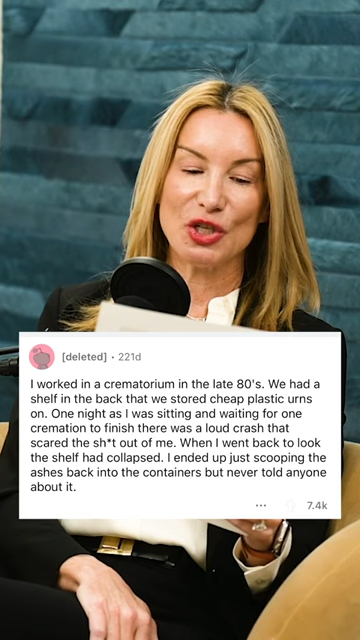 [deleted] · 221d
I worked in a crematorium in the late 80's. We had a
shelf in the back that we stored cheap plastic urns
on. One night as I was sitting and waiting for one
cremation to finish there was a loud crash that
scared the sh*t out of me. When I went back to look
the shelf had collapsed. I ended up just scooping the
ashes back into the containers but never told anyone
about it.
... 7.4k